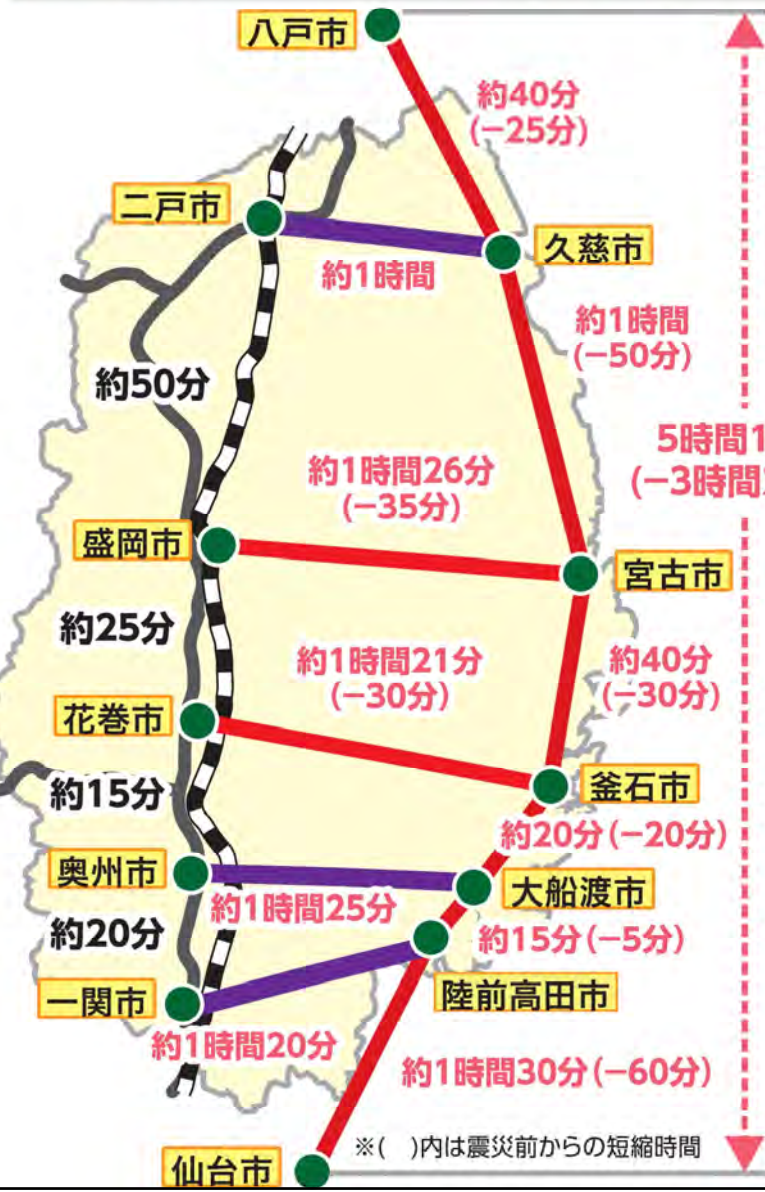 八戸市
約40分
(−25分)
二戸市
久慈市
約1時間
約1時間
(−50分)
約50分
5時間1
(−3時間
約1時間26分
(−35分)
盛岡市
宮古市
約25分
約1時間21分
(−30分)
約40分
(−30分)
花巻市
釜石市
約15分
約20分(−20分)
奥州市
大船渡市
約1時間25分
約20分
約15分(−5分)
一関市
陸前高田市
約1時間20分
約1時間30分(−60分)
※(　)内は震災前からの短縮時間
仙台市